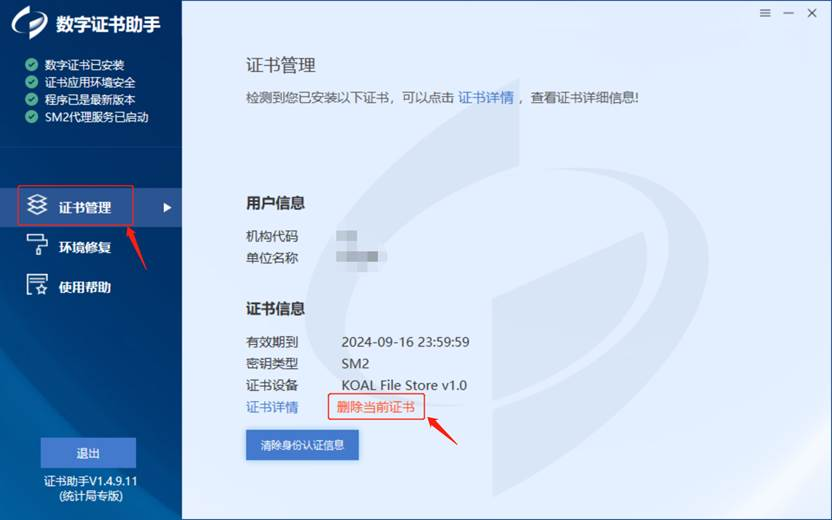 数字证书助手
数字证书已安装
证书应用环境安全
程序已是最新版本
SM2代理服务已启动
证书管理
环境修复
使用帮助
退出
证书助手V1.4.9.11
(统计局专版)
证书管理
检测到您已安装以下证书，可以点击 证书详情 ，查看证书详细信息!
用户信息
机构代码
单位名称
证书信息
有效期到 2024-09-16 23:59:59
密钥类型 SM2
证书设备 KOAL File Store v1.0
证书详情 删除当前证书
清除身份认证信息